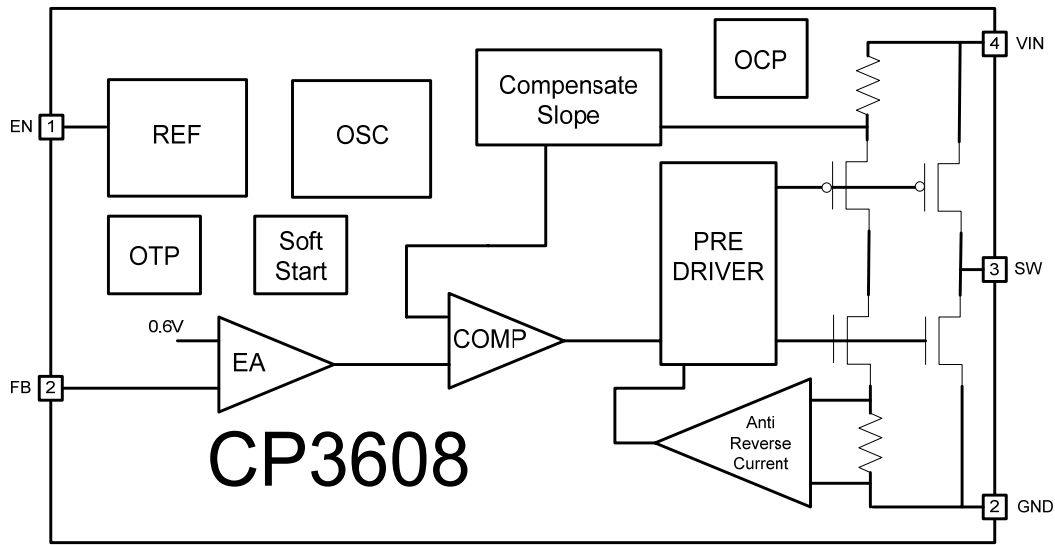 OCP
4 VIN
Compensate
Slope
EN 1
REF
OSC
OTP
Soft
Start
PRE
DRIVER
3 SW
0.6V
EA
COMP
FB 2
Anti
Reverse
Current
CP3608
2 GND